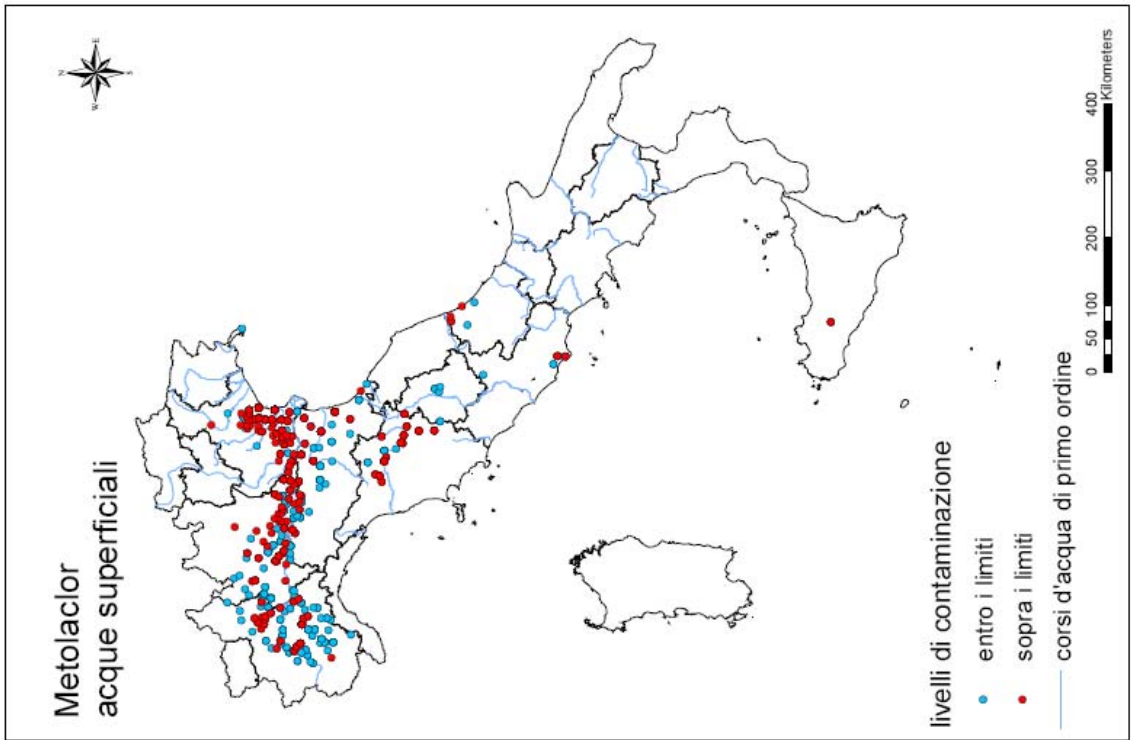 Metolaclor
acque superficiali
N
W E
S
livelli di contaminazione
entro i limiti
sopra i limiti
corsi d'acqua di primo ordine
0 50 100 200 300 400
Kilometers